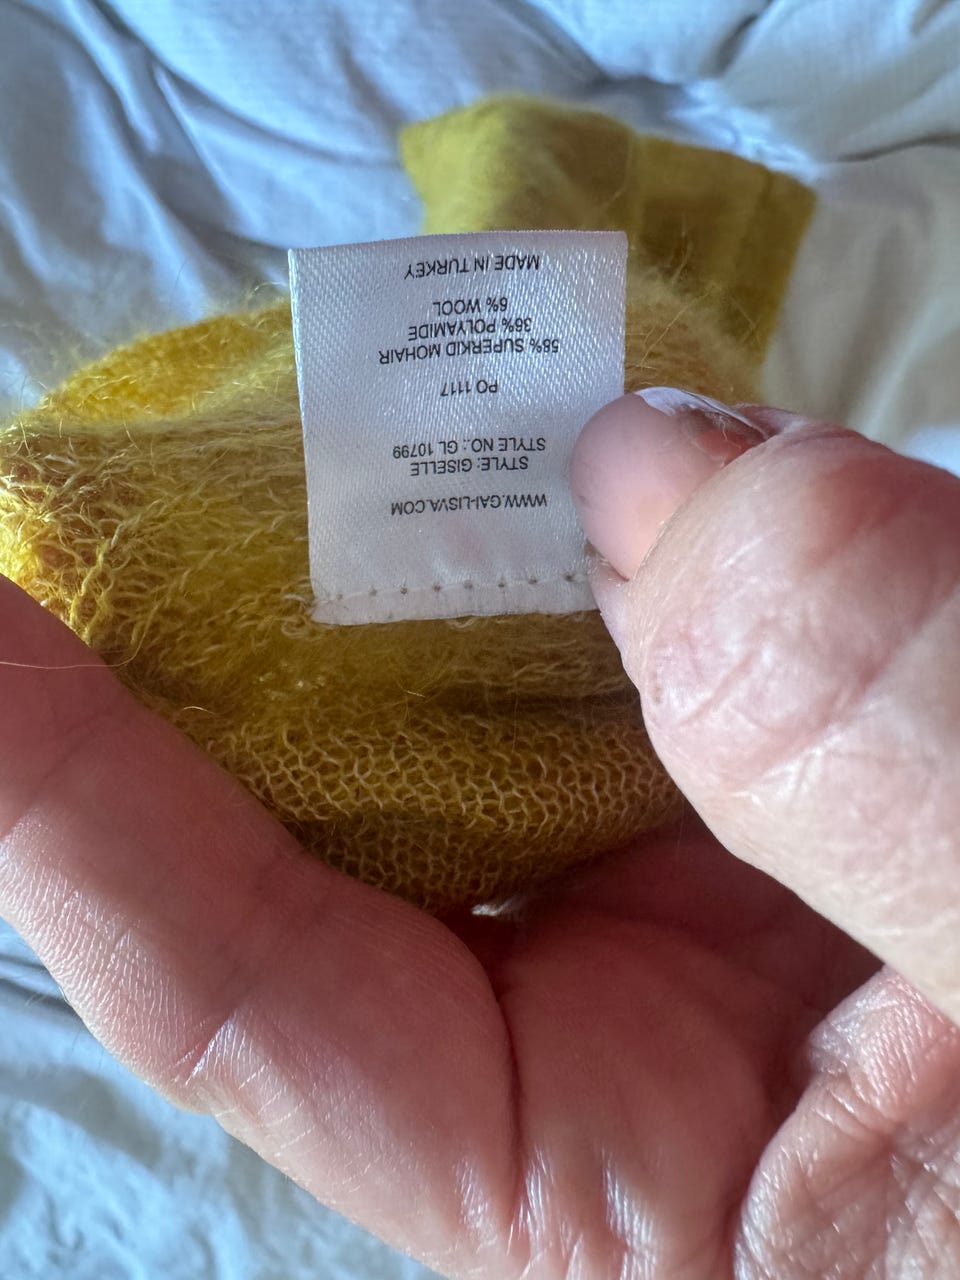 WWW.GAI-LISVA.COM
STYLE: GISELLE
STYLE NO.: GL 10799
PO 1117
58% SUPERKID MOHAIR
36% POLYAMIDE
6% WOOL
MADE IN TURKEY